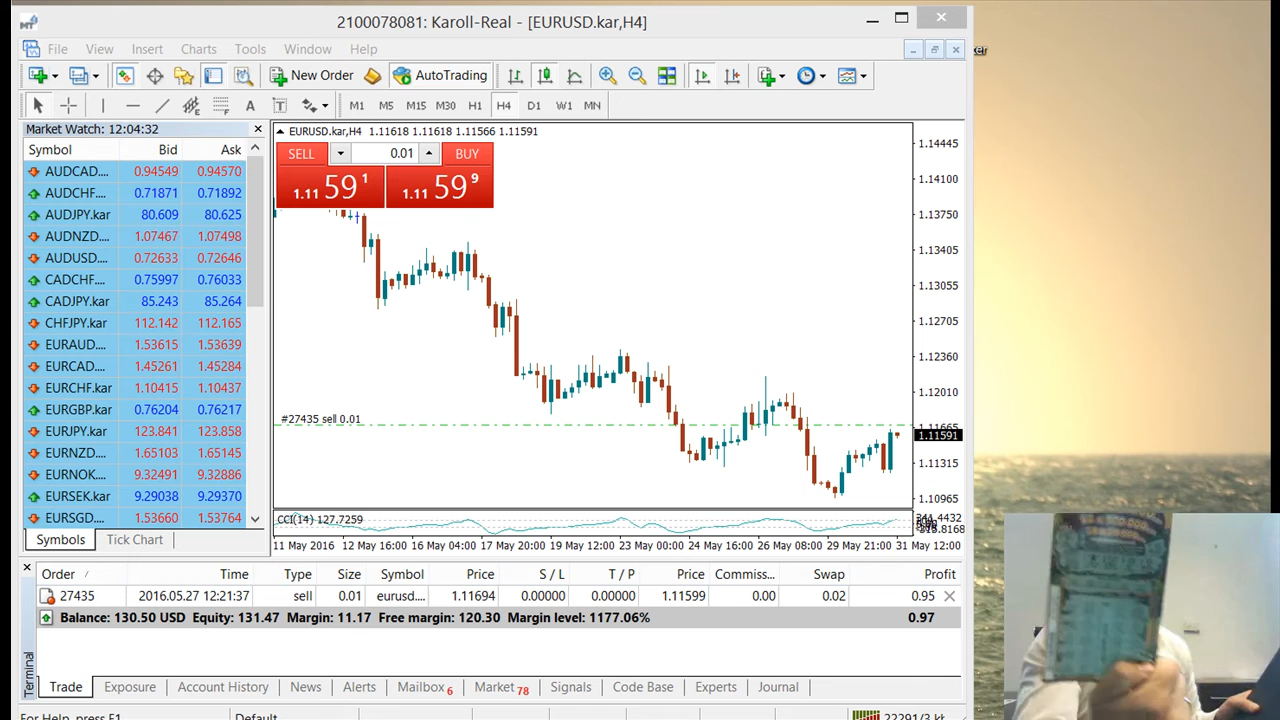 2100078081: Karoll-Real - [EURUSD.kar,H4]
File View Insert Charts Tools Window Help
New Order AutoTrading
M1 M5 M15 M30 H1 H4 D1 W1 MN
Market Watch: 12:04:32
Symbol Bid Ask
AUDCAD.... 0.94549 0.94570
AUDCHF.... 0.71871 0.71892
AUDJPY.kar 80.609 80.625
AUDNZD.... 1.07467 1.07498
AUDUSD.... 0.72633 0.72646
CADCHF.... 0.75997 0.76033
CADJPY.kar 85.243 85.264
CHFJPY.kar 112.142 112.165
EURAUD.... 1.53615 1.53639
EURCAD.... 1.45261 1.45284
EURCHF.kar 1.10415 1.10437
EURGBP.kar 0.76204 0.76217
EURJPY.kar 123.841 123.858
EURNZD.... 1.65103 1.65145
EURNOK.... 9.32491 9.32886
EURSEK.kar 9.29038 9.29370
EURSGD.... 1.53660 1.53764
Symbols Tick Chart
EURUSD.kar,H4 1.11618 1.11618 1.11566 1.11591
SELL 0.01 BUY
1.11 59 1 1.11 59 9
#27435 sell 0.01
1.14445
1.14100
1.13750
1.13405
1.13055
1.12705
1.12360
1.12010
1.11665
1.11591
1.11315
1.10965
CCI(14) 127.7259
11 May 2016 12 May 16:00 16 May 04:00 17 May 20:00 19 May 12:00 23 May 00:00 24 May 16:00 26 May 08:00 29 May 21:00 31 May 12:00
Order / Time Type Size Symbol Price S / L T / P Price Commiss... Swap Profit
27435 2016.05.27 12:21:37 sell 0.01 eurusd.... 1.11694 0.00000 0.00000 1.11599 0.00 0.02 0.95
Balance: 130.50 USD Equity: 131.47 Margin: 11.17 Free margin: 120.30 Margin level: 1177.06% 0.97
Terminal
Trade Exposure Account History News Alerts Mailbox 6 Market 78 Signals Code Base Experts Journal
For Help, press F1 Default 22291/3 kb